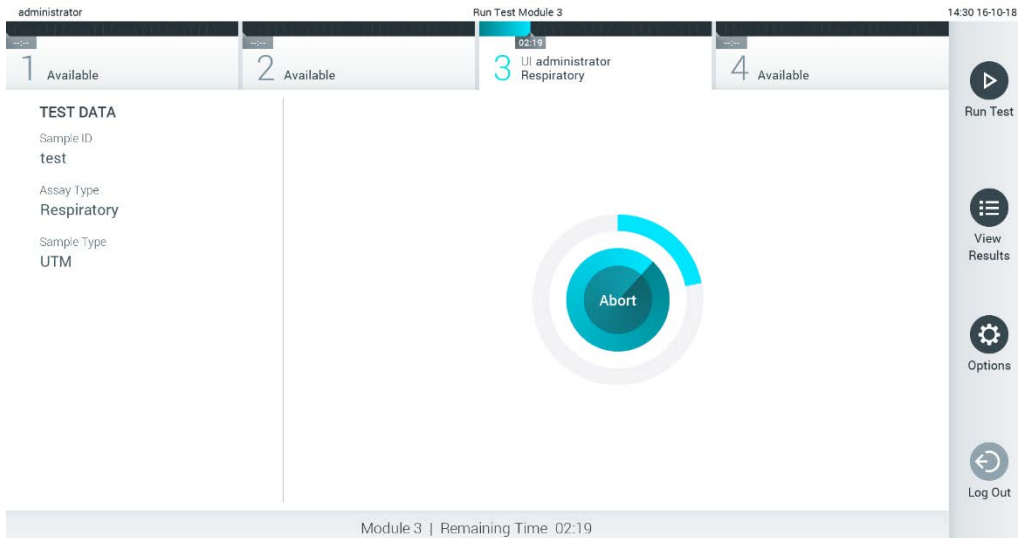 administrator
Run Test Module 3
14:30 16-10-18
--:--
1 Available
--:--
2 Available
02:19
3 UI administrator
Respiratory
--:--
4 Available
TEST DATA
Sample ID
test
Assay Type
Respiratory
Sample Type
UTM
Abort
Run Test
View
Results
Options
Log Out
Module 3 | Remaining Time 02:19